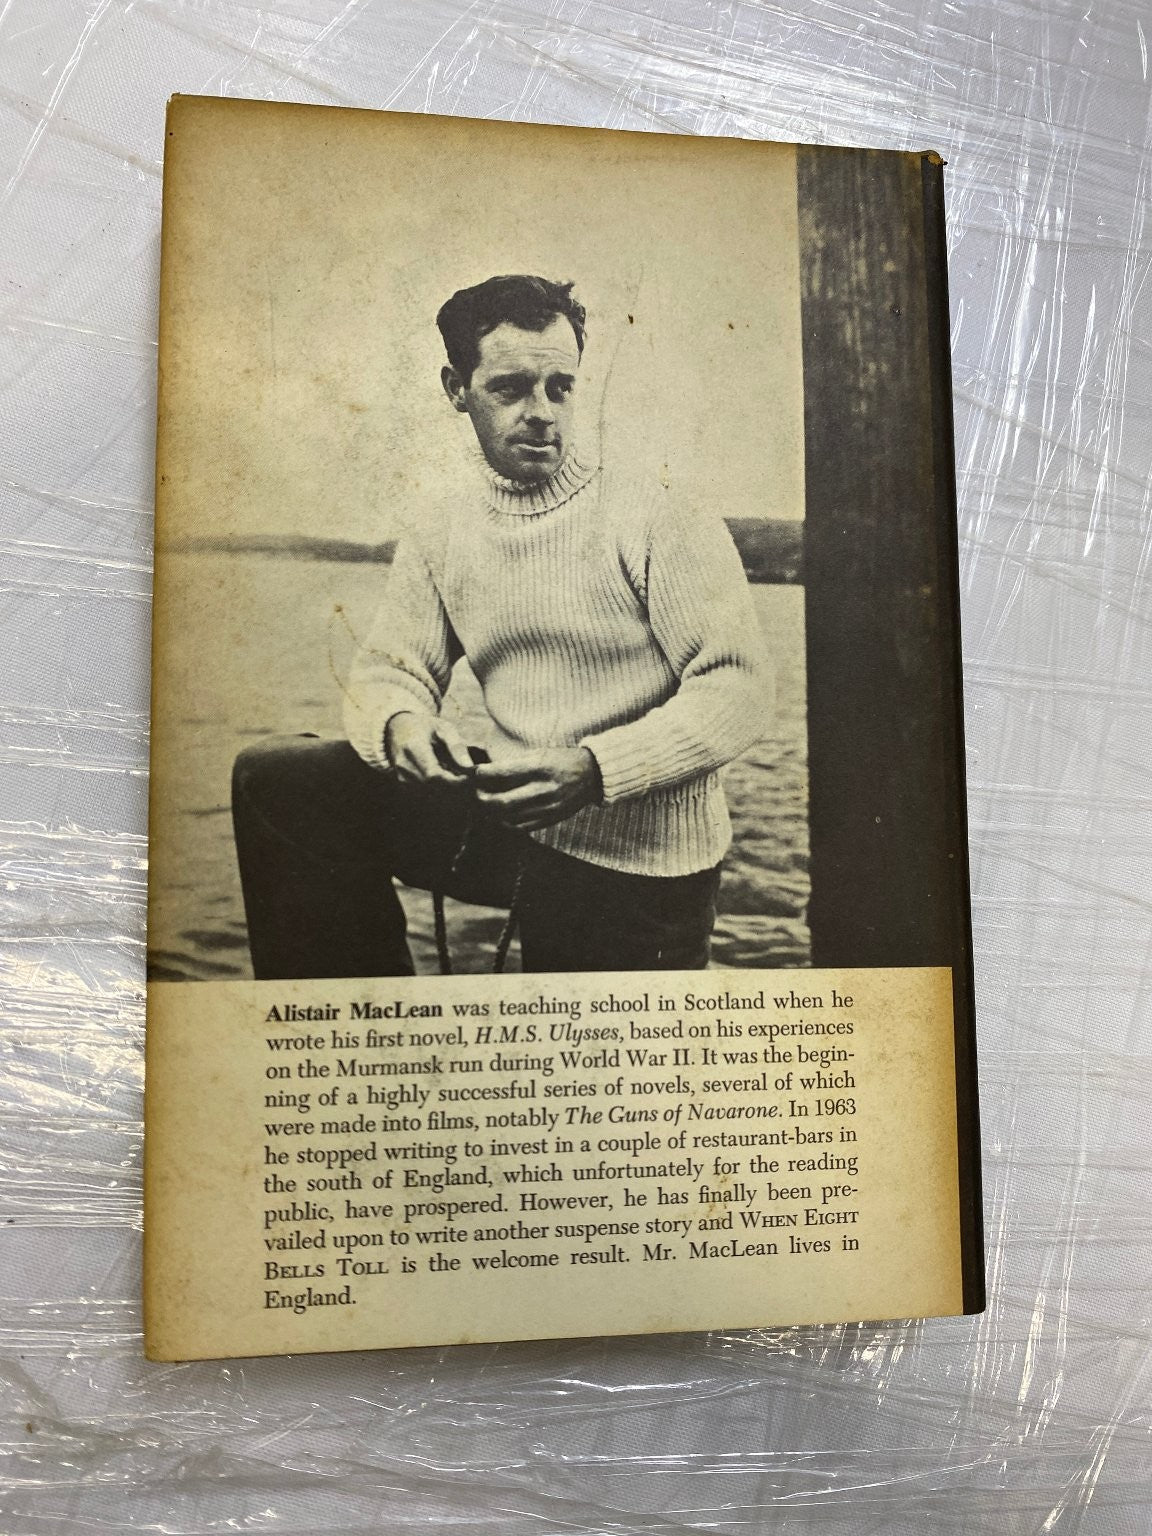 Alistair MacLean was teaching school in Scotland when he
wrote his first novel, H.M.S. Ulysses, based on his experiences
on the Murmansk run during World War II. It was the begin-
ning of a highly successful series of novels, several of which
were made into films, notably The Guns of Navarone. In 1963
he stopped writing to invest in a couple of restaurant-bars in
the south of England, which unfortunately for the reading
public, have prospered. However, he has finally been pre-
vailed upon to write another suspense story and WHEN EIGHT
BELLS TOLL is the welcome result. Mr. MacLean lives in
England.